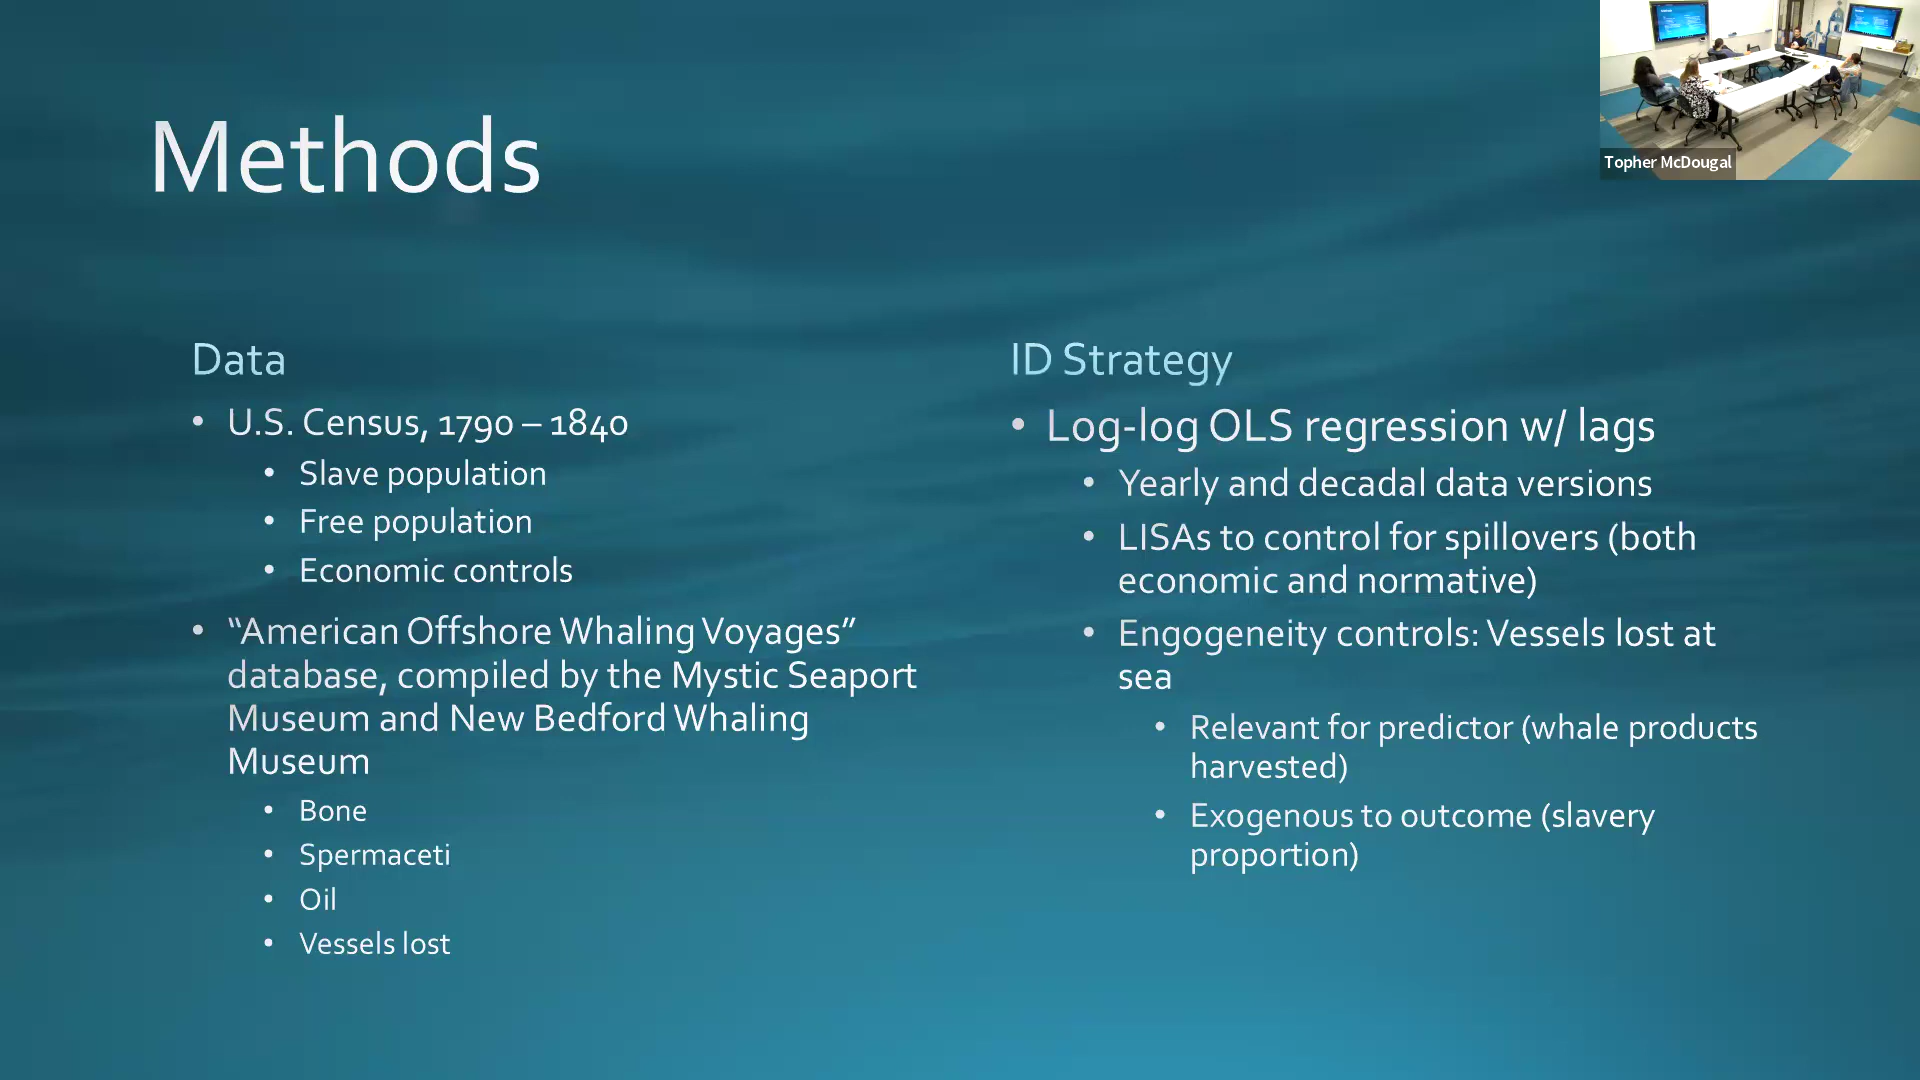 Methods
Data
• U.S. Census, 1790 – 1840
• Slave population
• Free population
• Economic controls
• “American Offshore Whaling Voyages”
database, compiled by the Mystic Seaport
Museum and New Bedford Whaling
Museum
• Bone
• Spermaceti
• Oil
• Vessels lost
ID Strategy
• Log-log OLS regression w/ lags
• Yearly and decadal data versions
• LISAs to control for spillovers (both
economic and normative)
• Engogeneity controls: Vessels lost at
sea
• Relevant for predictor (whale products
harvested)
• Exogenous to outcome (slavery
proportion)
Topher McDougal